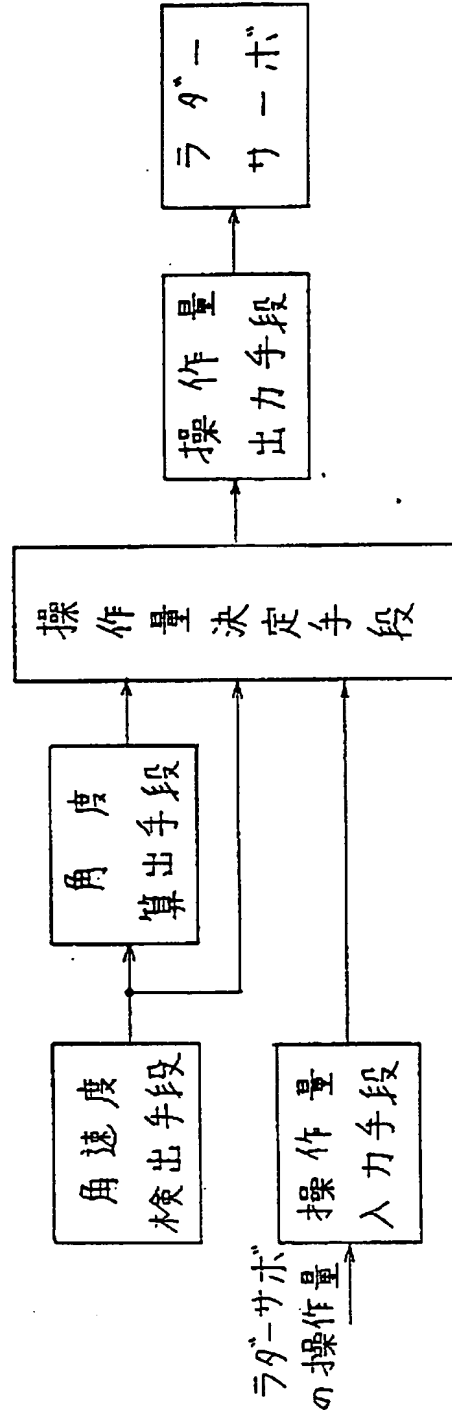 角速度
検出手段
角度
算出手段
操作量決定手段
操作量
出力手段
ラダー
サーボ
ラダーサボ
の操作量
操作量
入力手段